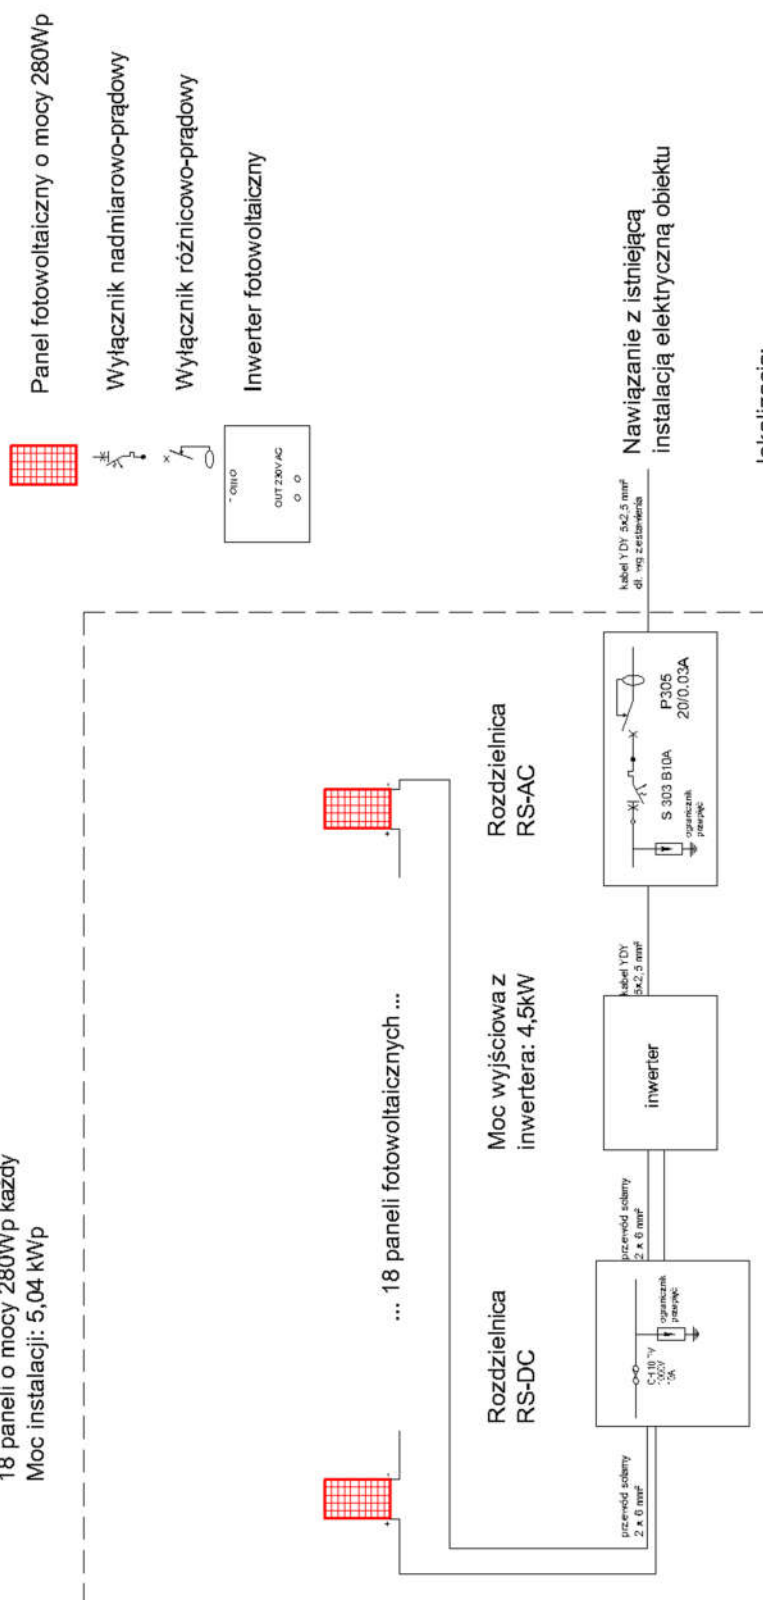 18 paneli o mocy 280Wp każdy
Moc instalacji: 5,04 kWp
Panel fotowoltaiczny o mocy 280Wp
Wyłącznik nadmiarowo-prądowy
Wyłącznik różnicowo-prądowy
Inwerter fotowoltaiczny
OUT 230V AC
+
-
... 18 paneli fotowoltaicznych ...
+
-
Rozdzielnica
RS-DC
Moc wyjściowa z
inwertera: 4,5kW
Rozdzielnica
RS-AC
przewód solarny
2 x 6 mm²
ogranicznik
przepięć
przewód solarny
2 x 6 mm²
inwerter
kabel YDY
5x2,5 mm²
ogranicznik
przepięć
S 303 B10A
P305
20/0.03A
kabel YDY 5x2,5 mm²
dł. wg zestawienia
Nawiązanie z istniejącą
instalacją elektryczną obiektu